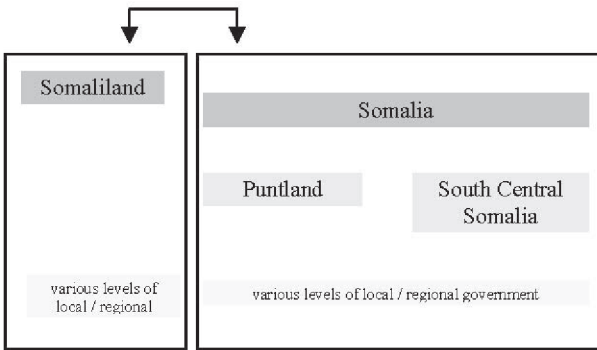 Somaliland
various levels of
local / regional
Somalia
Puntland
South Central
Somalia
various levels of local / regional government